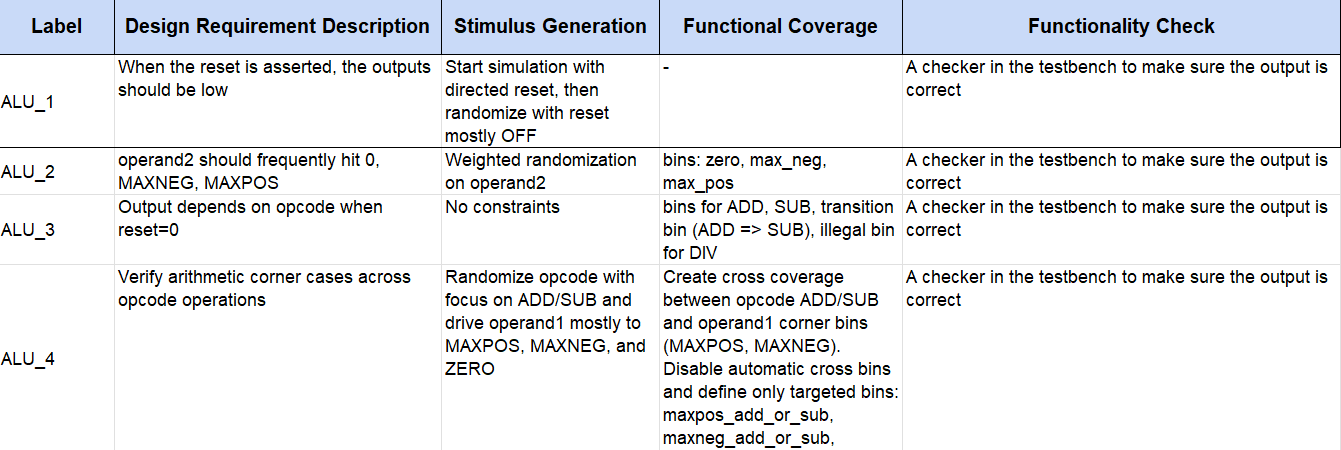 Label Design Requirement Description Stimulus Generation Functional Coverage Functionality Check
ALU_1
When the reset is asserted, the outputs
should be low
Start simulation with
directed reset, then
randomize with reset
mostly OFF
-
A checker in the testbench to make sure the output is
correct
ALU_2
operand2 should frequently hit 0,
MAXNEG, MAXPOS
Weighted randomization
on operand2
bins: zero, max_neg,
max_pos
A checker in the testbench to make sure the output is
correct
ALU_3
Output depends on opcode when
reset=0
No constraints
bins for ADD, SUB, transition
bin (ADD => SUB), illegal bin
for DIV
A checker in the testbench to make sure the output is
correct
ALU_4
Verify arithmetic corner cases across
opcode operations
Randomize opcode with
focus on ADD/SUB and
drive operand1 mostly to
MAXPOS, MAXNEG, and
ZERO
Create cross coverage
between opcode ADD/SUB
and operand1 corner bins
(MAXPOS, MAXNEG).
Disable automatic cross bins
and define only targeted bins:
maxpos_add_or_sub,
maxneg_add_or_sub,
A checker in the testbench to make sure the output is
correct